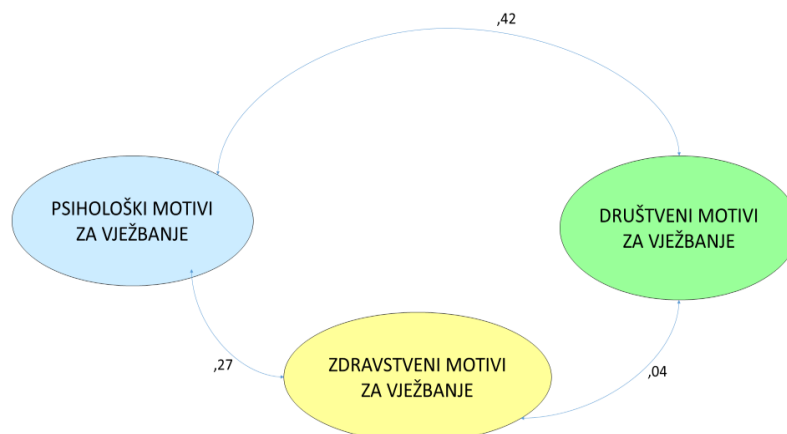 ,42
PSIHOLOŠKI MOTIVI
ZA VJEŽBANJE
DRUŠTVENI MOTIVI
ZA VJEŽBANJE
,27
ZDRAVSTVENI MOTIVI
ZA VJEŽBANJE
,04